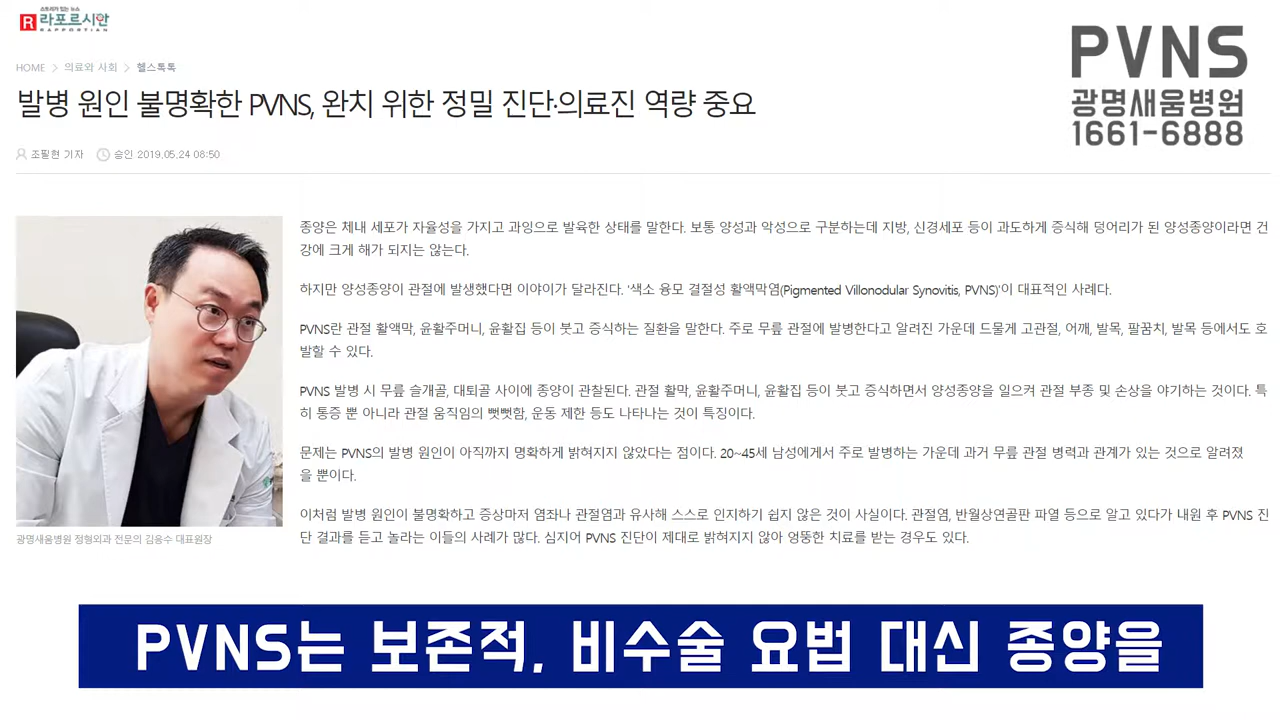 스토리가 있는 뉴스
R 라포르시안
RAPPORTIAN
PVNS
광명새움병원
1661-6888
HOME > 의료와 사회 > 헬스톡톡
발병 원인 불명확한 PVNS, 완치 위한 정밀 진단·의료진 역량 중요
조필현 기자 승인 2019.05.24 08:50
종양은 체내 세포가 자율성을 가지고 과잉으로 발육한 상태를 말한다. 보통 양성과 악성으로 구분하는데 지방, 신경세포 등이 과도하게 증식해 덩어리가 된 양성종양이라면 건
강에 크게 해가 되지는 않는다.
하지만 양성종양이 관절에 발생했다면 이야이가 달라진다. '색소 융모 결절성 활액막염(Pigmented Villonodular Synovitis, PVNS)'이 대표적인 사례다.
PVNS란 관절 활액막, 윤활주머니, 윤활집 등이 붓고 증식하는 질환을 말한다. 주로 무릎 관절에 발병한다고 알려진 가운데 드물게 고관절, 어깨, 발목, 팔꿈치, 발목 등에서도 호
발할 수 있다.
PVNS 발병 시 무릎 슬개골, 대퇴골 사이에 종양이 관찰된다. 관절 활막, 윤활주머니, 윤활집 등이 붓고 증식하면서 양성종양을 일으켜 관절 부종 및 손상을 야기하는 것이다. 특
히 통증 뿐 아니라 관절 움직임의 뻣뻣함, 운동 제한 등도 나타나는 것이 특징이다.
문제는 PVNS의 발병 원인이 아직까지 명확하게 밝혀지지 않았다는 점이다. 20~45세 남성에게서 주로 발병하는 가운데 과거 무릎 관절 병력과 관계가 있는 것으로 알려졌
을 뿐이다.
이처럼 발병 원인이 불명확하고 증상마저 염좌나 관절염과 유사해 스스로 인지하기 쉽지 않은 것이 사실이다. 관절염, 반월상연골판 파열 등으로 알고 있다가 내원 후 PVNS 진
단 결과를 듣고 놀라는 이들의 사례가 많다. 심지어 PVNS 진단이 제대로 밝혀지지 않아 엉뚱한 치료를 받는 경우도 있다.
광명새움병원 정형외과 전문의 김응수 대표원장
PVNS는 보존적, 비수술 요법 대신 종양을